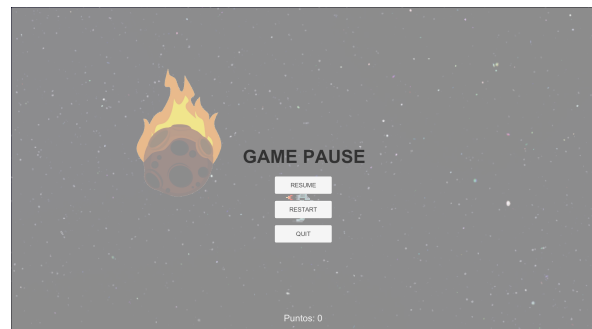 GAME PAUSE
RESUME
RESTART
QUIT
Puntos: 0